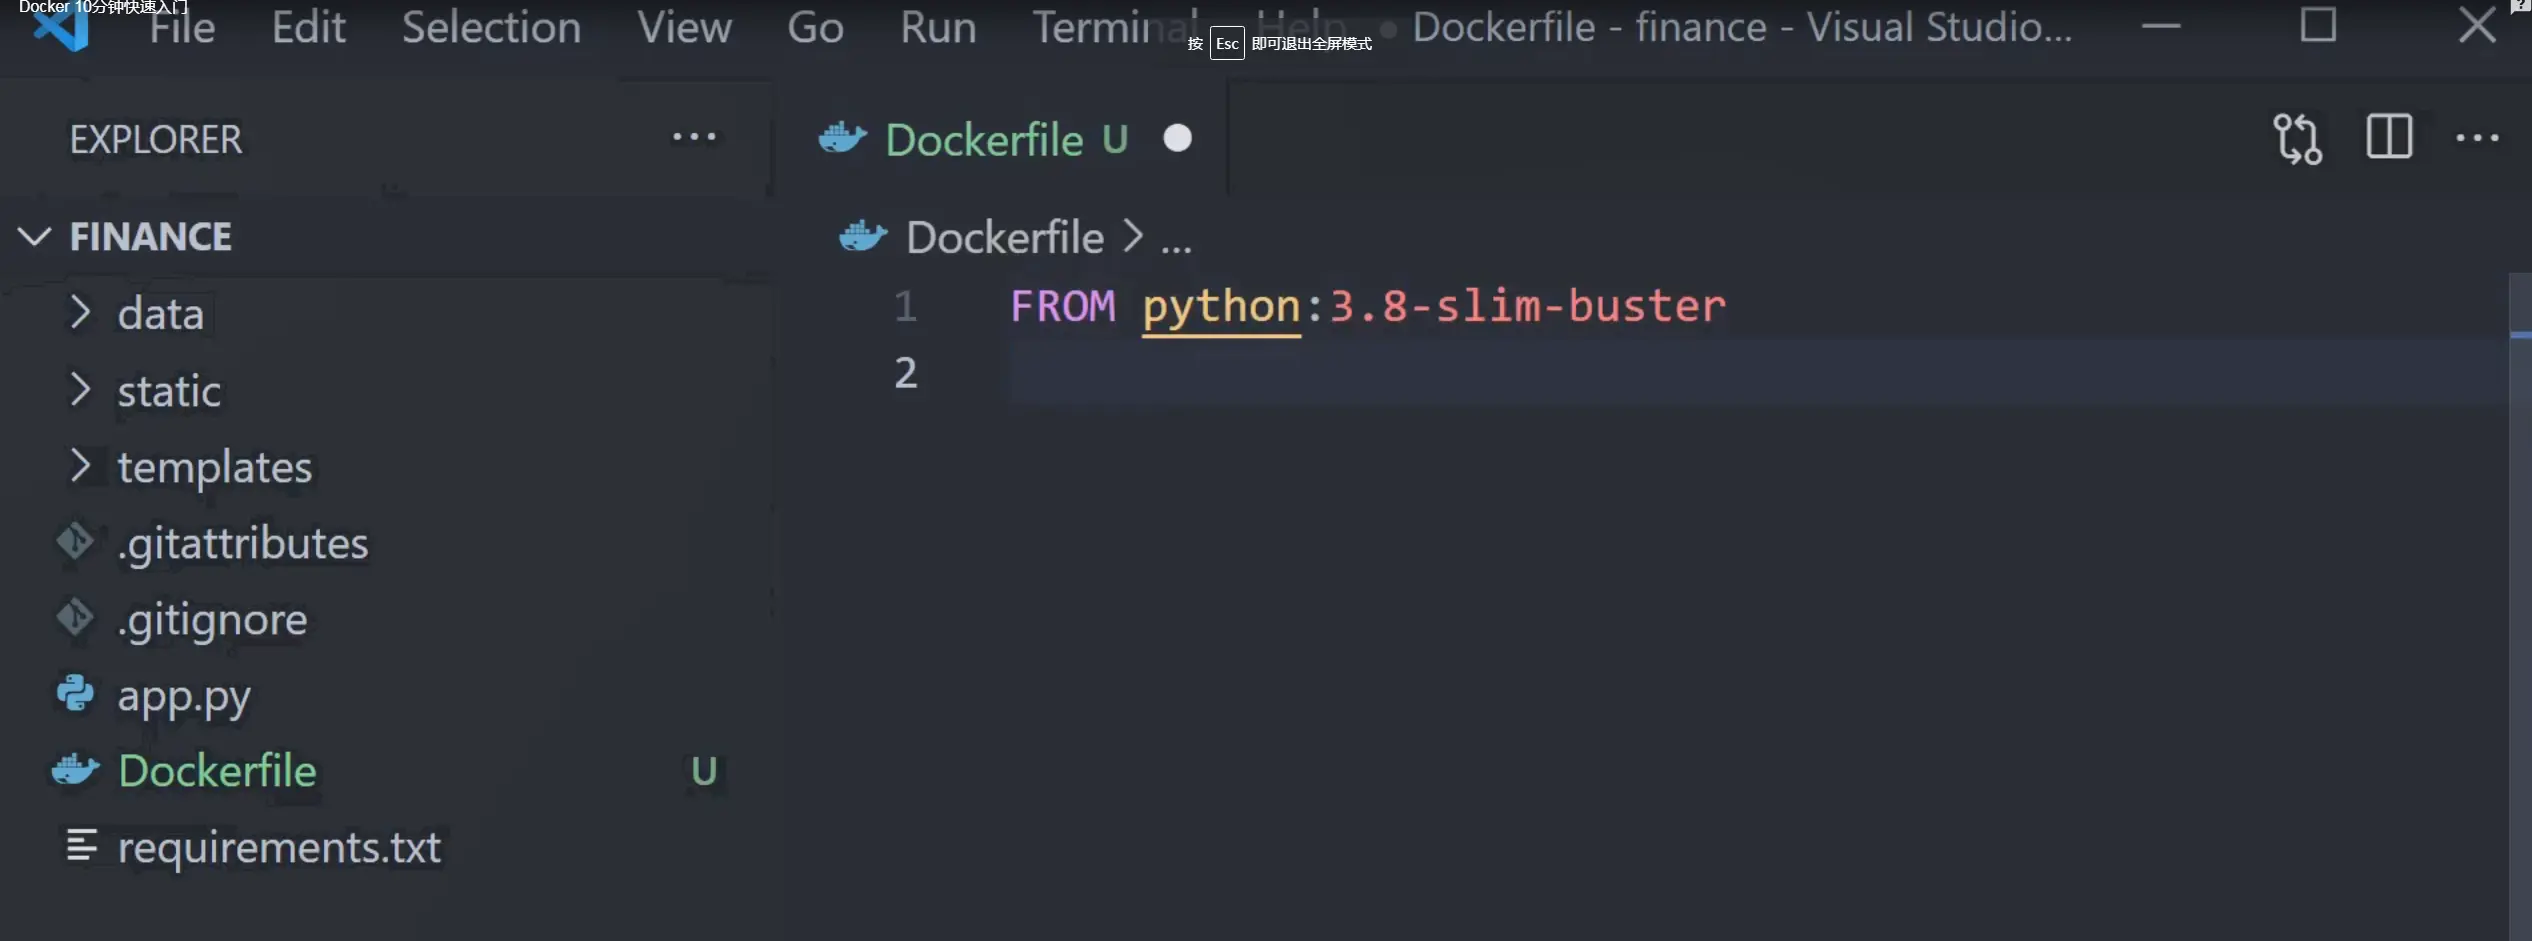 Docker 10分钟快速入门
File Edit Selection View Go Run Terminal Help ● Dockerfile - finance - Visual Studio...
按 Esc 即可退出全屏模式
EXPLORER ...
Dockerfile U
FINANCE
Dockerfile > ...
data
static
templates
.gitattributes
.gitignore
app.py
Dockerfile U
requirements.txt
1 FROM python:3.8-slim-buster
2